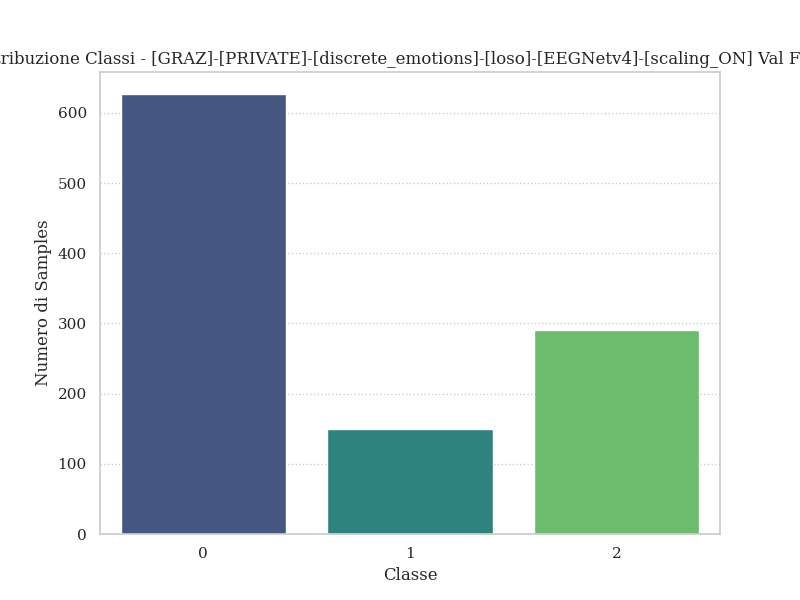 ribuzione Classi - [GRAZ]-[PRIVATE]-[discrete_emotions]-[loso]-[EEGNetv4]-[scaling_ON] Val F
600
500
400
300
200
100
0
Numero di Samples
0 1 2
Classe